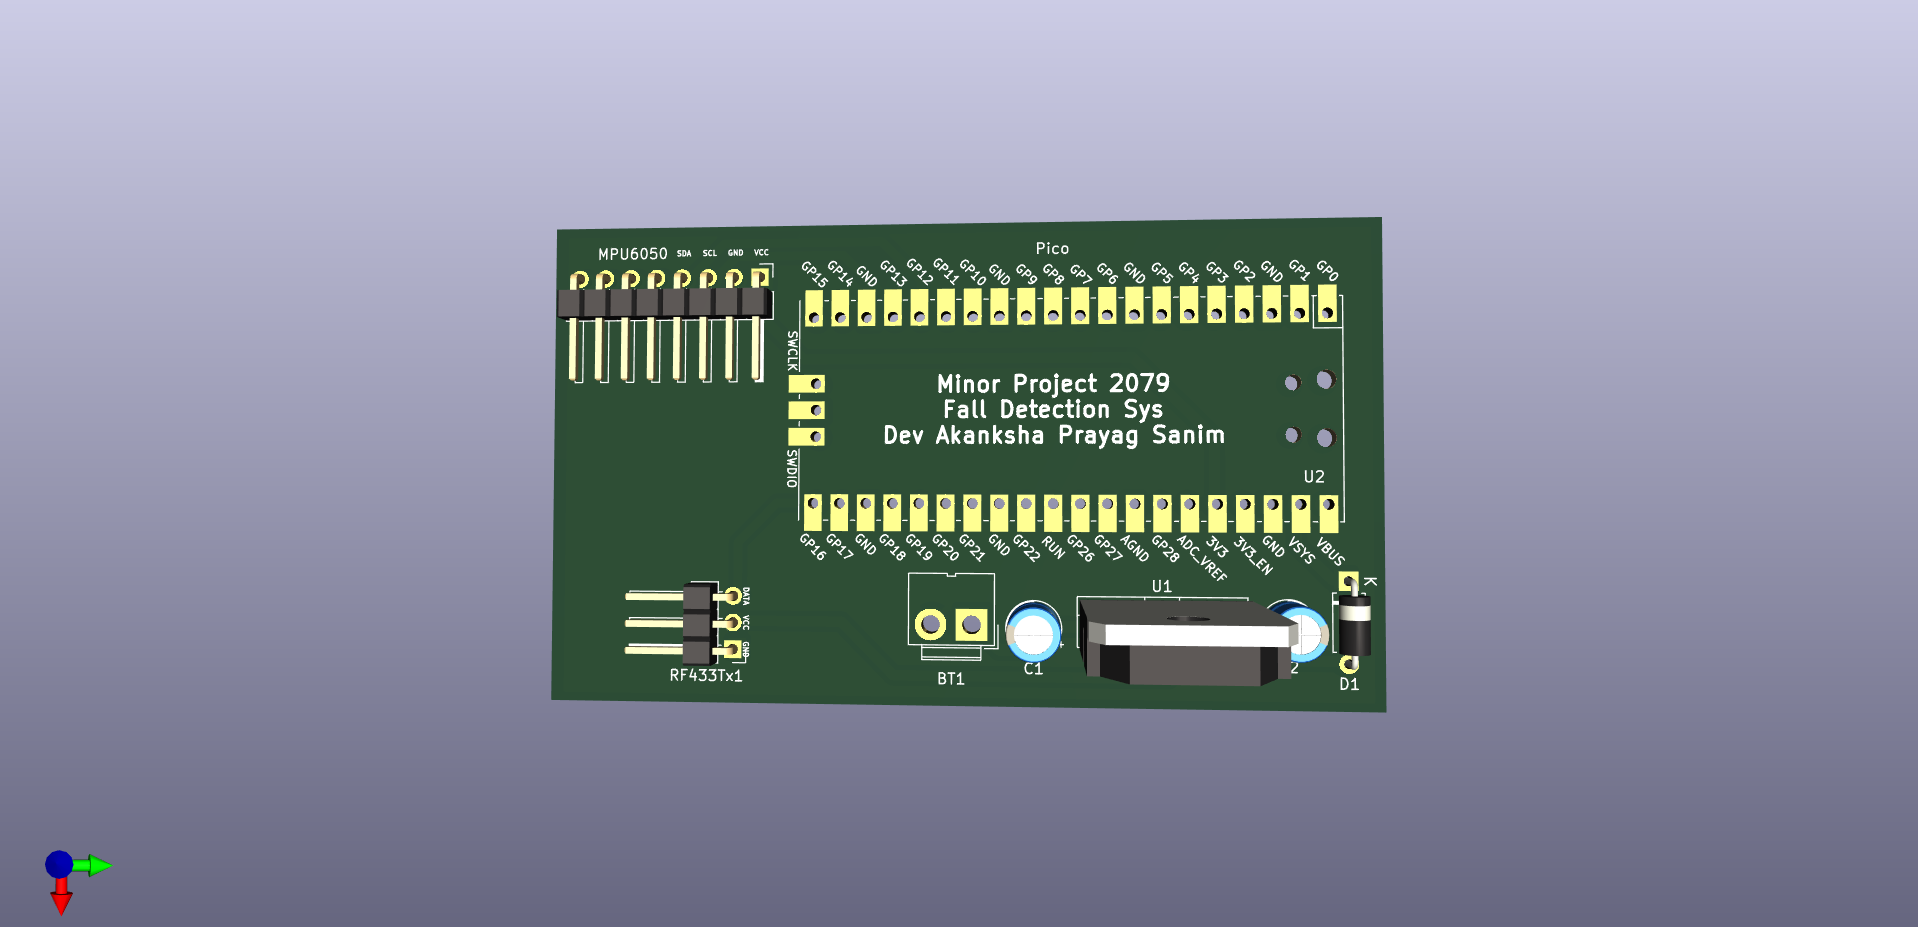 MPU6050 SDA SCL GND VCC
Pico
GP15 GP14 GND GP13 GP12 GP11 GP10 GND GP9 GP8 GP7 GP6 GND GP5 GP4 GP3 GP2 GND GP1 GP0
SWCLK
Minor Project 2079
Fall Detection Sys
Dev Akanksha Prayag Sanim
SWDIO
U2
GP16 GP17 GND GP18 GP19 GP20 GP21 GND GP22 RUN GP26 GP27 AGND GP28 ADC_VREF 3V3 3V3_EN GND VSYS VBUS
DATA
VCC
GND
RF433Tx1
BT1
C1
U1
2
K
D1